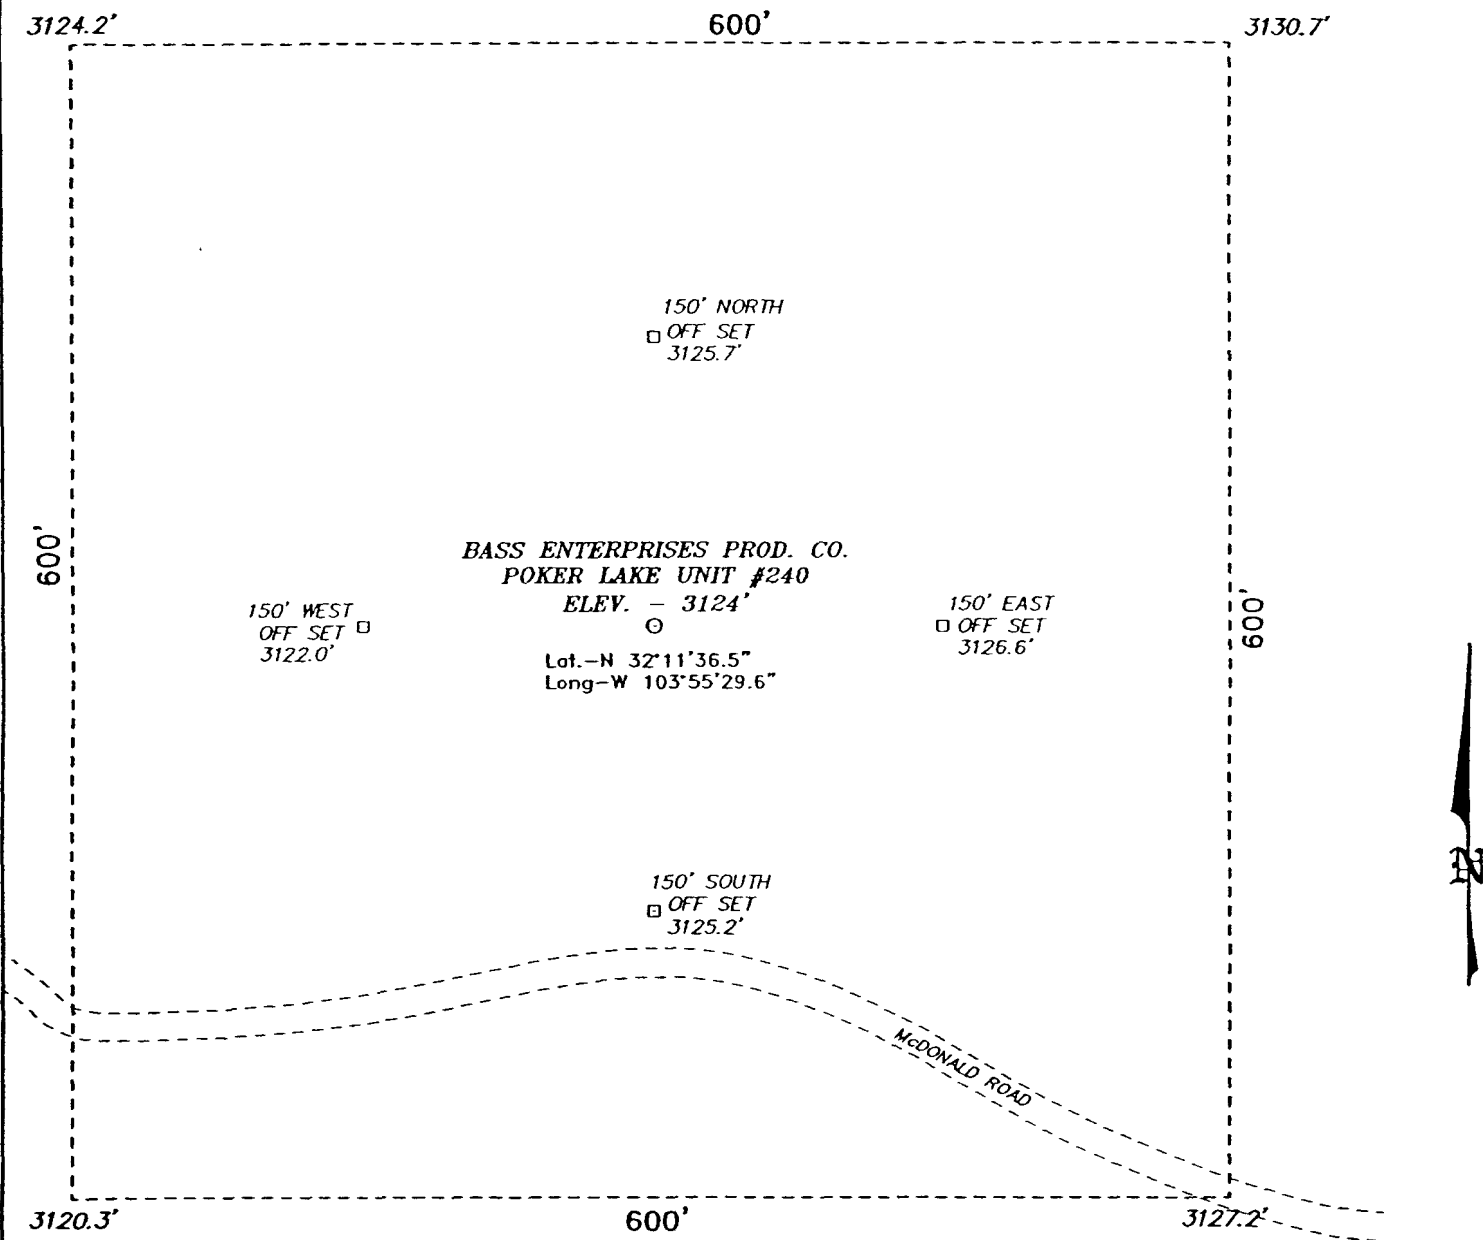 3124.2'
600'
3130.7'
150' NORTH
OFF SET
3125.7'
600'
BASS ENTERPRISES PROD. CO.
POKER LAKE UNIT #240
ELEV. - 3124'
Lat.-N 32°11'36.5"
Long-W 103°55'29.6"
150' WEST
OFF SET
3122.0'
150' EAST
OFF SET
3126.6'
600'
150' SOUTH
OFF SET
3125.2'
McDONALD ROAD
N
3120.3'
600'
3127.2'